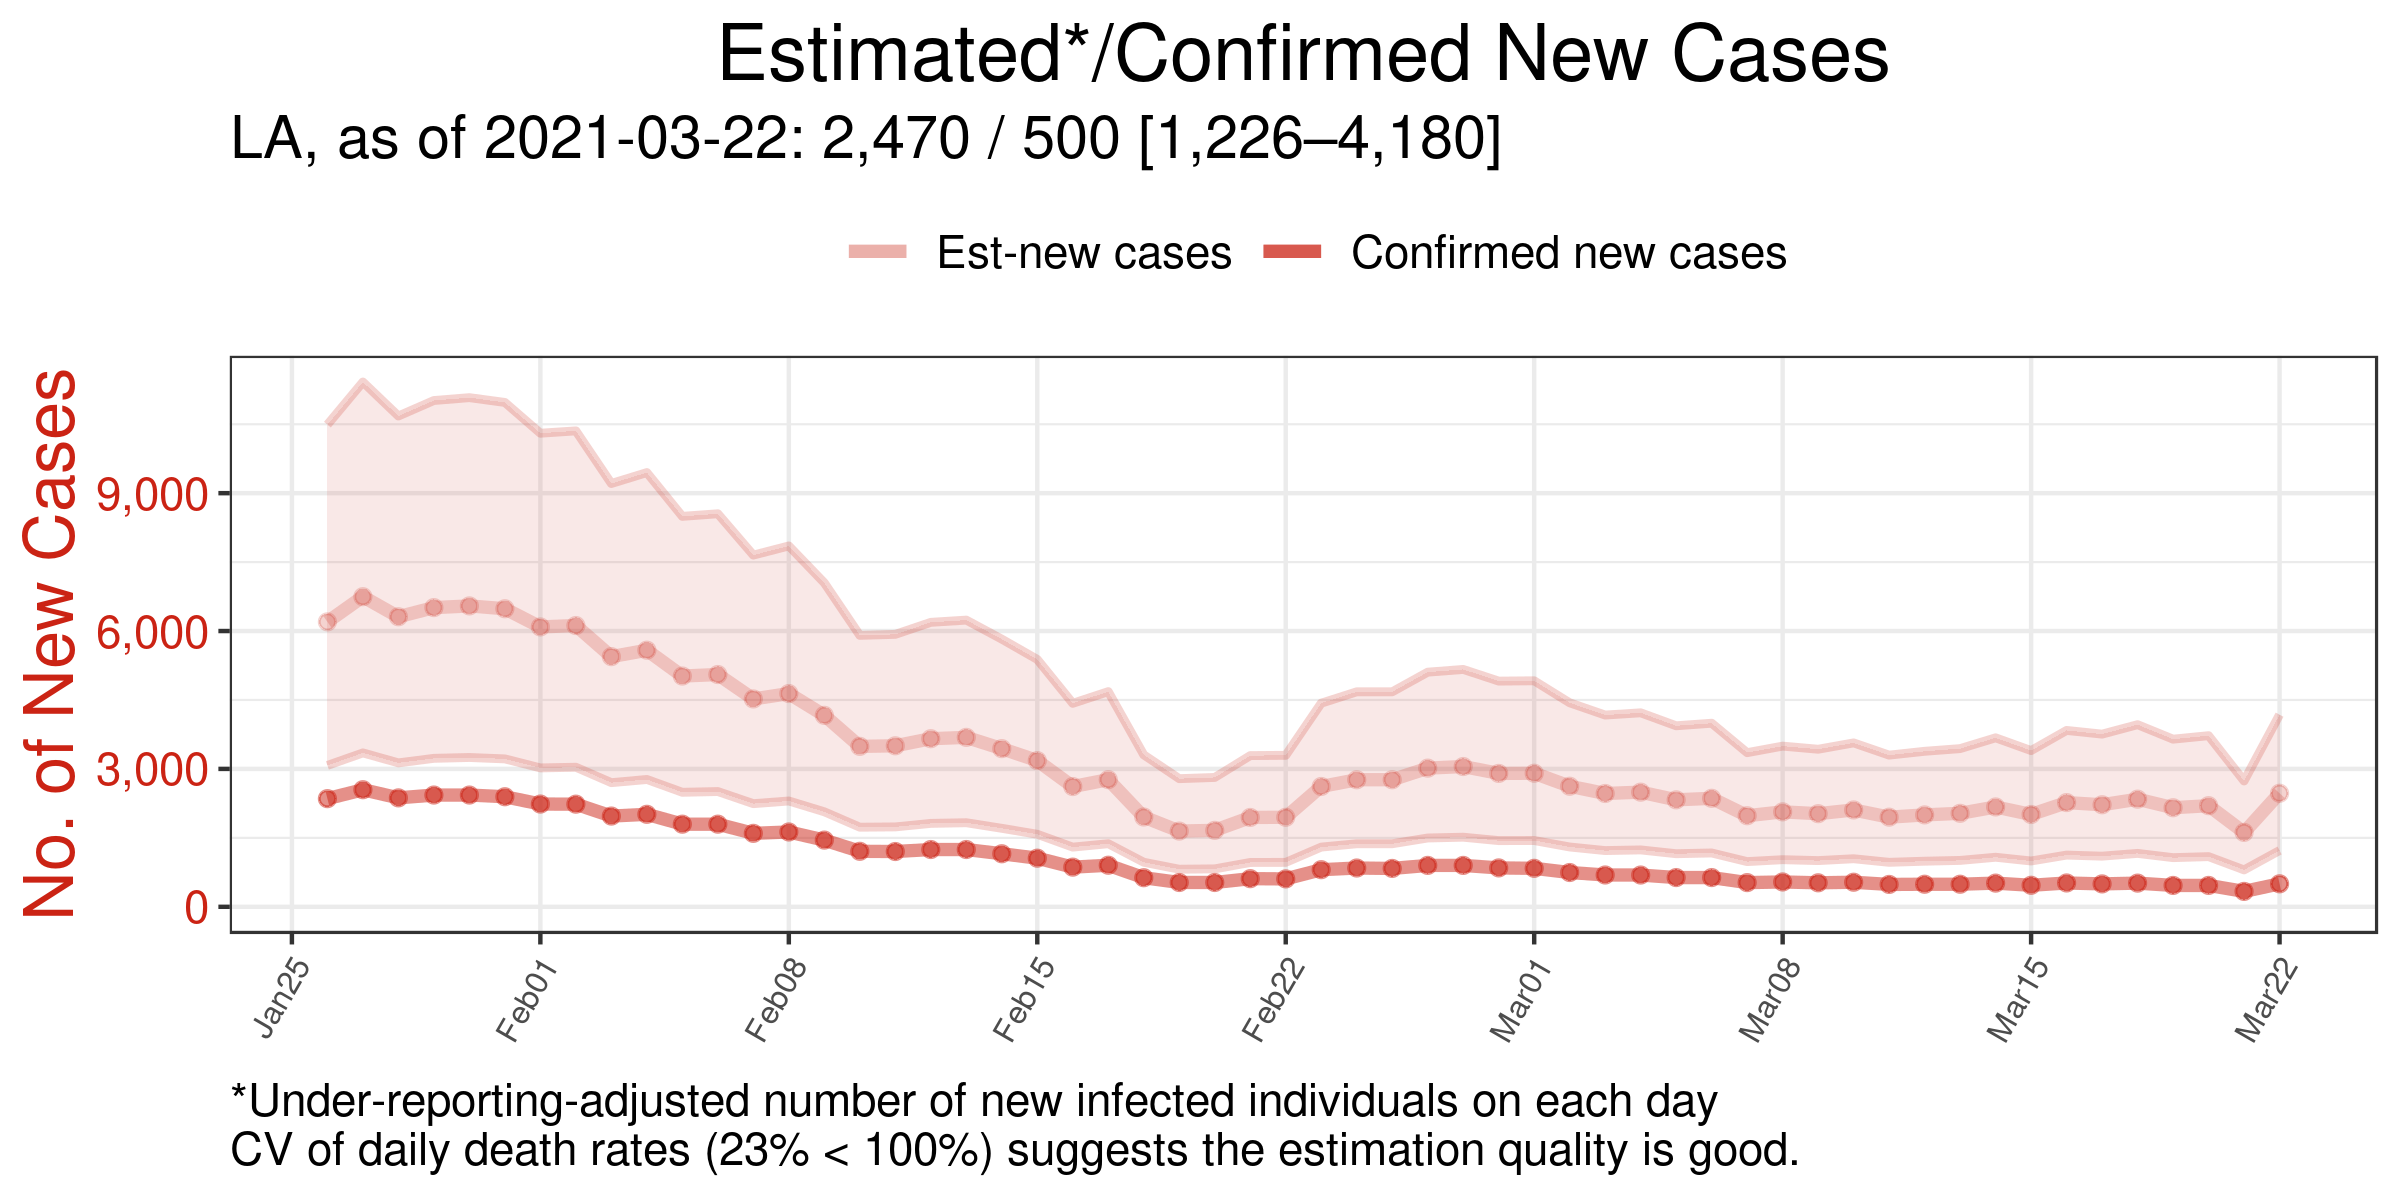 Estimated*/Confirmed New Cases
LA, as of 2021-03-22: 2,470 / 500 [1,226–4,180]
Est-new cases
Confirmed new cases
No. of New Cases
9,000
6,000
3,000
0
Jan25
Feb01
Feb08
Feb15
Feb22
Mar01
Mar08
Mar15
Mar22
*Under-reporting-adjusted number of new infected individuals on each day
CV of daily death rates (23% < 100%) suggests the estimation quality is good.